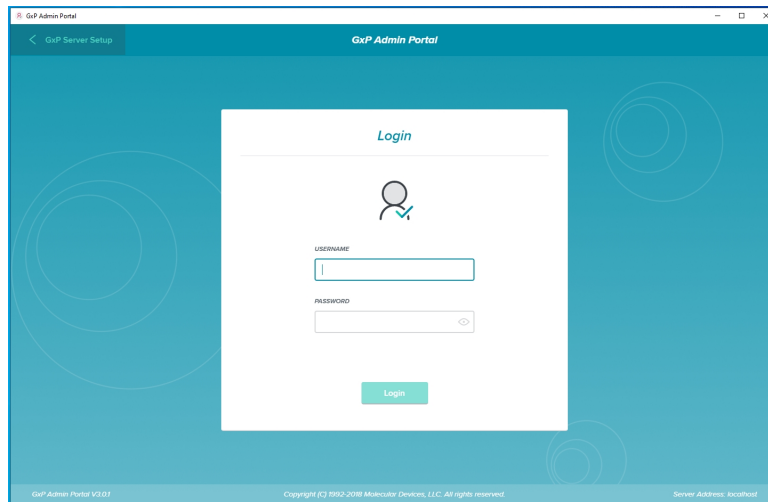 GxP Admin Portal
GxP Server Setup
GxP Admin Portal
Login
USERNAME
PASSWORD
Login
GxP Admin Portal V3.0.1
Copyright (C) 1992-2018 Molecular Devices, LLC. All rights reserved.
Server Address: localhost